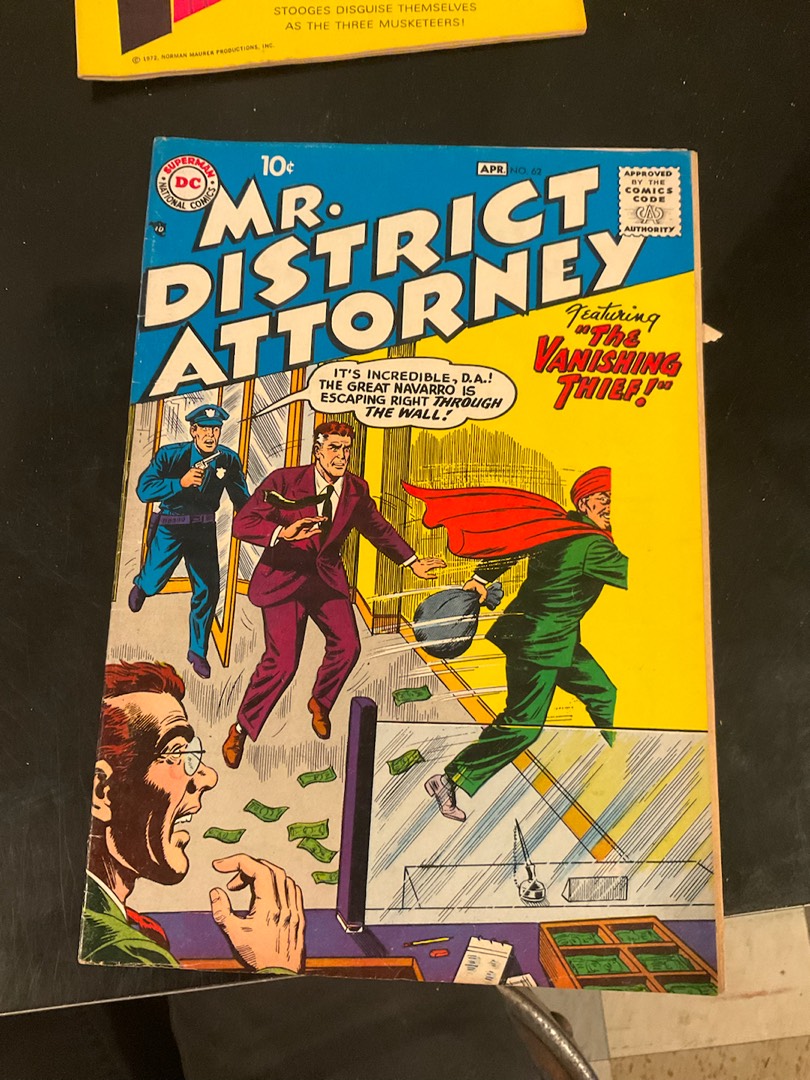 STOOGES DISGUISE THEMSELVES
AS THE THREE MUSKETEERS!
© 1972, NORMAN MAURER PRODUCTIONS, INC.
SUPERMAN
DC
NATIONAL COMICS
10¢
APR. NO. 62
APPROVED
BY THE
COMICS
CODE
CA
AUTHORITY
MR.
DISTRICT
ATTORNEY
Featuring
"The
VANISHING
THIEF!"
IT'S INCREDIBLE, D.A.!
THE GREAT NAVARRO IS
ESCAPING RIGHT THROUGH
THE WALL!